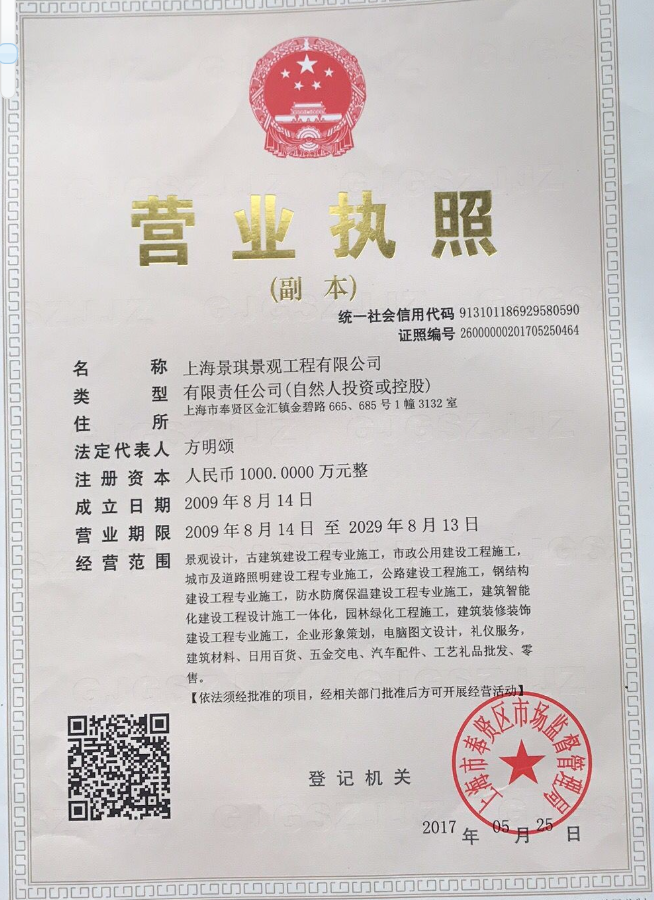 营业执照
(副 本)
统一社会信用代码 913101186929580590
证照编号 26000000201705250464
名 称 上海景琪景观工程有限公司
类 型 有限责任公司(自然人投资或控股)
住 所 上海市奉贤区金汇镇金碧路 665、685 号 1 幢 3132 室
法定代表人 方明颂
注册资本 人民币 1000.0000 万元整
成立日期 2009 年 8 月 14 日
营业期限 2009 年 8 月 14 日 至 2029 年 8 月 13 日
经营范围 景观设计，古建筑建设工程专业施工，市政公用建设工程施工，
城市及道路照明建设工程专业施工，公路建设工程施工，钢结构
建设工程专业施工，防水防腐保温建设工程专业施工，建筑智能
化建设工程设计施工一体化，园林绿化工程施工，建筑装修装饰
建设工程专业施工，企业形象策划，电脑图文设计，礼仪服务，
建筑材料、日用百货、五金交电、汽车配件、工艺礼品批发、零
售。
【依法须经批准的项目，经相关部门批准后方可开展经营活动】
登记机关
上海市奉贤区市场监督管理局
2017 年 05 月 25 日